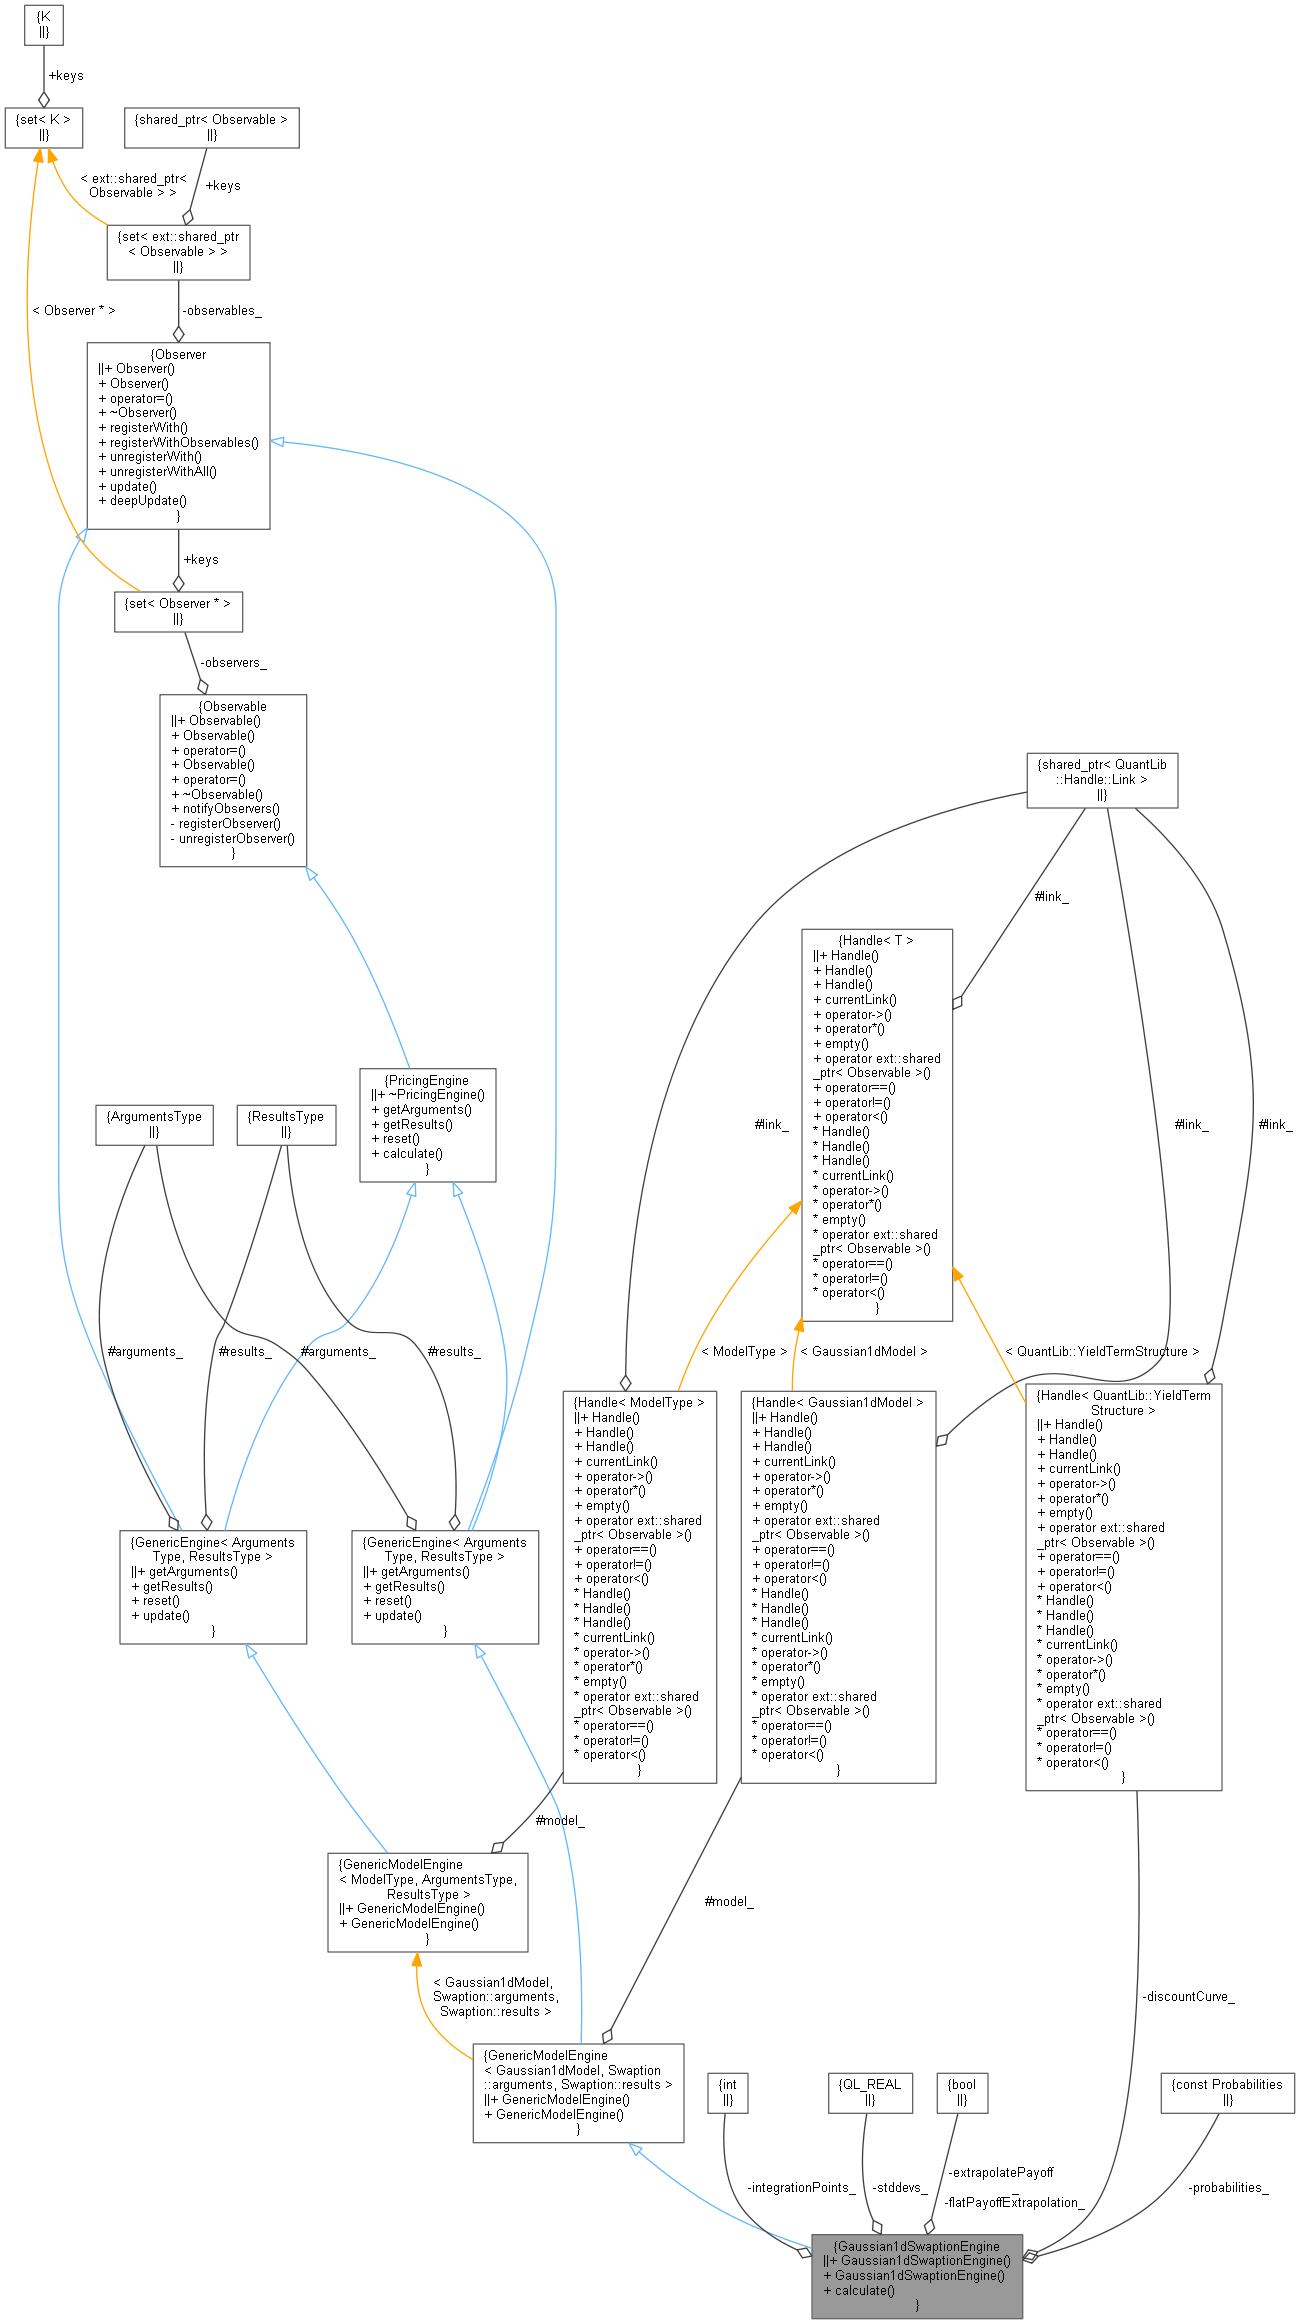 {K
||}
+keys
{set< K >
||}
{shared_ptr< Observable >
||}
< ext::shared_ptr<
Observable > >
+keys
{set< ext::shared_ptr
< Observable > >
||}
< Observer * >
-observables_
{Observer
||+ Observer()
+ Observer()
+ operator=()
+ ~Observer()
+ registerWith()
+ registerWithObservables()
+ unregisterWith()
+ unregisterWithAll()
+ update()
+ deepUpdate()
}
+keys
{set< Observer * >
||}
-observers_
{Observable
||+ Observable()
+ Observable()
+ operator=()
+ Observable()
+ operator=()
+ ~Observable()
+ notifyObservers()
- registerObserver()
- unregisterObserver()
}
{shared_ptr< QuantLib
::Handle::Link >
||}
#link_
{Handle< T >
||+ Handle()
+ Handle()
+ Handle()
+ currentLink()
+ operator->()
+ operator*()
+ empty()
+ operator ext::shared
_ptr< Observable >()
+ operator==()
+ operator!=()
+ operator<()
* Handle()
* Handle()
* Handle()
* currentLink()
* operator->()
* operator*()
* empty()
* operator ext::shared
_ptr< Observable >()
* operator==()
* operator!=()
* operator<()
}
{PricingEngine
||+ ~PricingEngine()
+ getArguments()
+ getResults()
+ reset()
+ calculate()
}
{ArgumentsType
||}
{ResultsType
||}
#link_
#link_
#link_
#arguments_
#results_
#arguments_
#results_
< ModelType >
< Gaussian1dModel >
< QuantLib::YieldTermStructure >
{GenericEngine< Arguments
Type, ResultsType >
||+ getArguments()
+ getResults()
+ reset()
+ update()
}
{GenericEngine< Arguments
Type, ResultsType >
||+ getArguments()
+ getResults()
+ reset()
+ update()
}
{Handle< ModelType >
||+ Handle()
+ Handle()
+ Handle()
+ currentLink()
+ operator->()
+ operator*()
+ empty()
+ operator ext::shared
_ptr< Observable >()
+ operator==()
+ operator!=()
+ operator<()
* Handle()
* Handle()
* Handle()
* currentLink()
* operator->()
* operator*()
* empty()
* operator ext::shared
_ptr< Observable >()
* operator==()
* operator!=()
* operator<()
}
{Handle< Gaussian1dModel >
||+ Handle()
+ Handle()
+ Handle()
+ currentLink()
+ operator->()
+ operator*()
+ empty()
+ operator ext::shared
_ptr< Observable >()
+ operator==()
+ operator!=()
+ operator<()
* Handle()
* Handle()
* Handle()
* currentLink()
* operator->()
* operator*()
* empty()
* operator ext::shared
_ptr< Observable >()
* operator==()
* operator!=()
* operator<()
}
{Handle< QuantLib::YieldTerm
Structure >
||+ Handle()
+ Handle()
+ Handle()
+ currentLink()
+ operator->()
+ operator*()
+ empty()
+ operator ext::shared
_ptr< Observable >()
+ operator==()
+ operator!=()
+ operator<()
* Handle()
* Handle()
* Handle()
* currentLink()
* operator->()
* operator*()
* empty()
* operator ext::shared
_ptr< Observable >()
* operator==()
* operator!=()
* operator<()
}
#model_
{GenericModelEngine
< ModelType, ArgumentsType,
ResultsType >
||+ GenericModelEngine()
+ GenericModelEngine()
}
#model_
< Gaussian1dModel,
Swaption::arguments,
Swaption::results >
-discountCurve_
{GenericModelEngine
< Gaussian1dModel, Swaption
::arguments, Swaption::results >
||+ GenericModelEngine()
+ GenericModelEngine()
}
{int
||}
{QL_REAL
||}
{bool
||}
{const Probabilities
||}
-integrationPoints_
-stddevs_
-extrapolatePayoff
_
-flatPayoffExtrapolation_
-probabilities_
{Gaussian1dSwaptionEngine
||+ Gaussian1dSwaptionEngine()
+ Gaussian1dSwaptionEngine()
+ calculate()
}